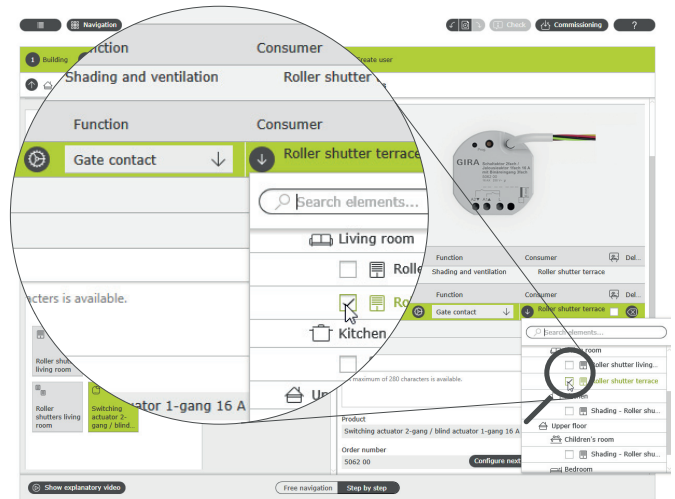 Navigation
Check
Commissioning
?
1 Building
Create user
Function Consumer
Shading and ventilation Roller shutter
Function Consumer
Gate contact Roller shutter terrace
Search elements...
Living room
Rolle
Ro
Kitchen
Up
acters is available.
ator 1-gang 16 A
Roller shu
living room
Roller
shutters living
room
Switching
actuator 2-
gang / blind...
GIRA
5062 00
Function Consumer Del...
Shading and ventilation Roller shutter terrace
Function Consumer Del...
Gate contact Roller shutter terrace
Search elements...
room
Roller shutter living...
Roller shutter terrace
Shading - Roller shu...
Upper floor
Children's room
Shading - Roller shu...
Bedroom
maximum of 280 characters is available.
Product
Switching actuator 2-gang / blind actuator 1-gang 16 A
Order number
5062 00
Configure next
Show explanatory video
Free navigation Step by step